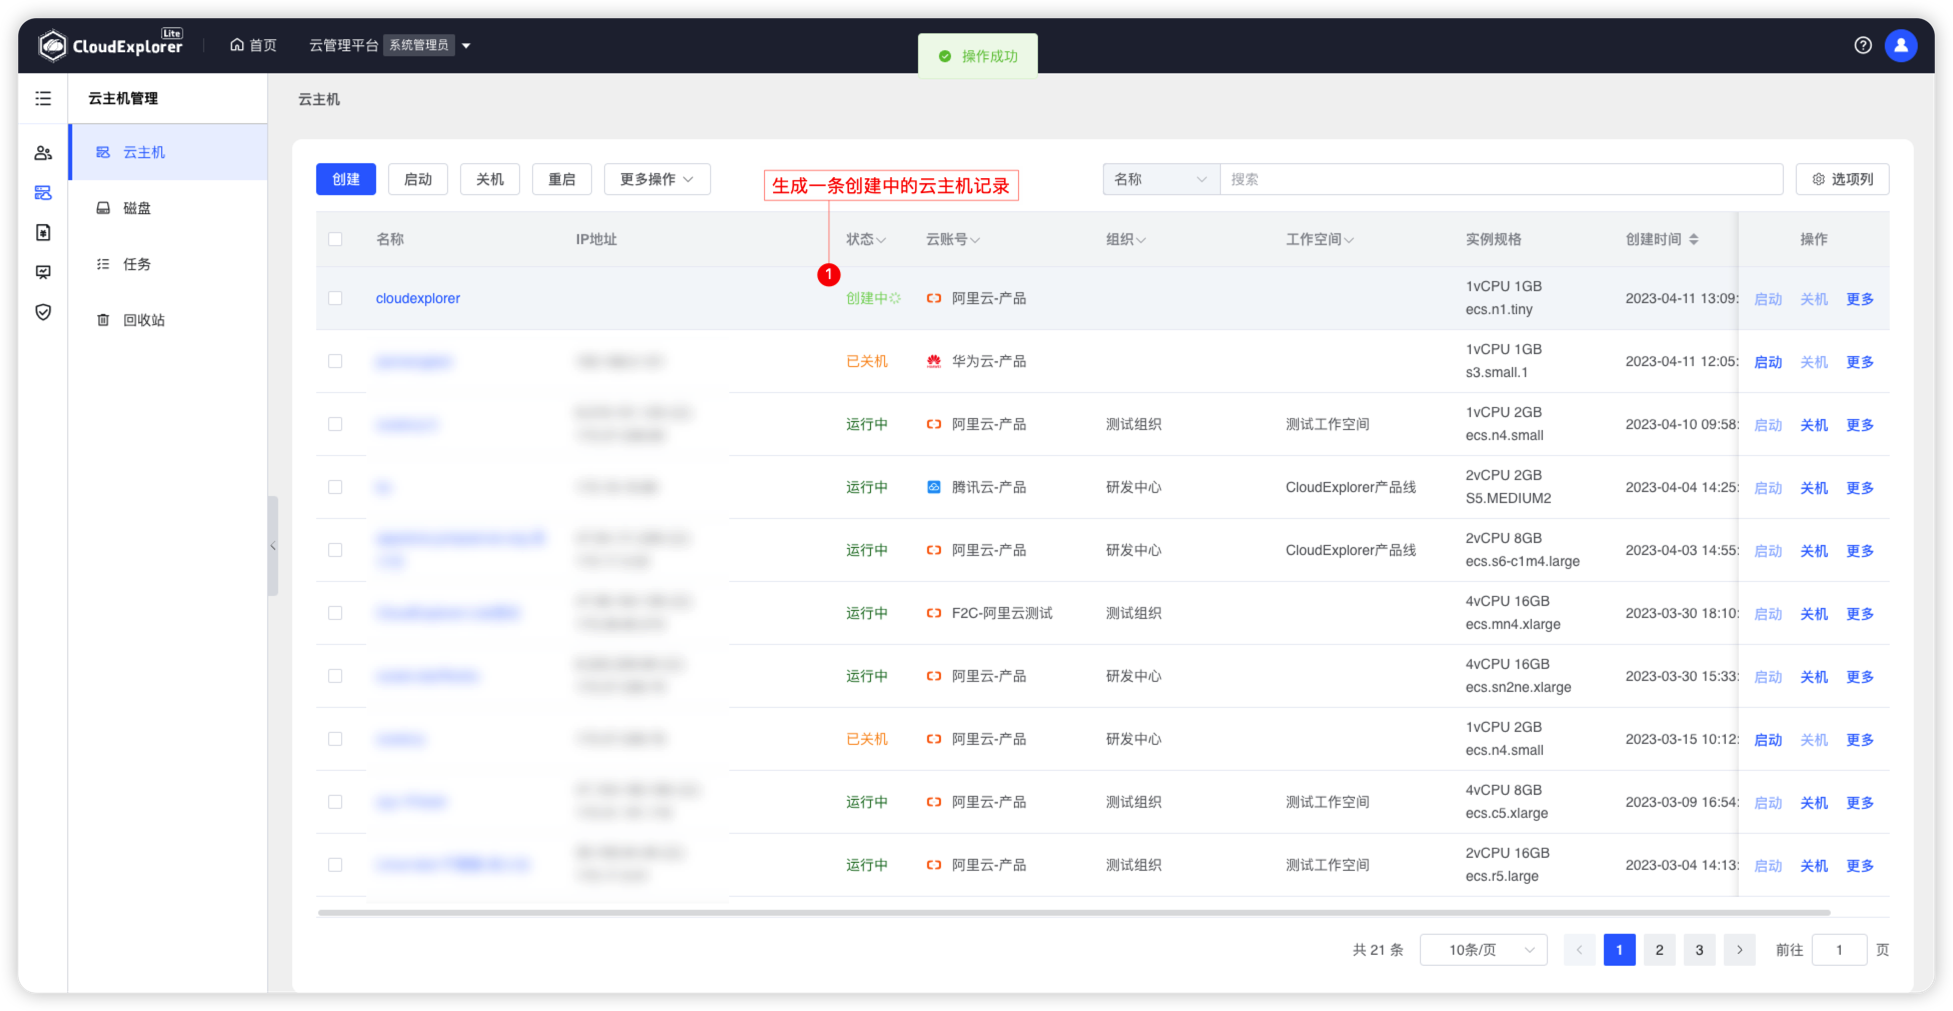 CloudExplorer Lite
首页
云管理平台 系统管理员
操作成功
云主机管理
云主机
磁盘
任务
回收站
云主机
创建 启动 关机 重启 更多操作
生成一条创建中的云主机记录
名称 搜索 选项列
名称 IP地址 状态 云账号 组织 工作空间 实例规格 创建时间 操作
1
cloudexplorer 创建中 阿里云-产品 1vCPU 1GB 2023-04-11 13:09: 启动 关机 更多
ecs.n1.tiny
已关机 华为云-产品 1vCPU 1GB 2023-04-11 12:05: 启动 关机 更多
s3.small.1
运行中 阿里云-产品 测试组织 测试工作空间 1vCPU 2GB 2023-04-10 09:58: 启动 关机 更多
ecs.n4.small
运行中 腾讯云-产品 研发中心 CloudExplorer产品线 2vCPU 2GB 2023-04-04 14:25: 启动 关机 更多
S5.MEDIUM2
运行中 阿里云-产品 研发中心 CloudExplorer产品线 2vCPU 8GB 2023-04-03 14:55: 启动 关机 更多
ecs.s6-c1m4.large
运行中 F2C-阿里云测试 测试组织 4vCPU 16GB 2023-03-30 18:10: 启动 关机 更多
ecs.mn4.xlarge
运行中 阿里云-产品 研发中心 4vCPU 16GB 2023-03-30 15:33: 启动 关机 更多
ecs.sn2ne.xlarge
已关机 阿里云-产品 研发中心 1vCPU 2GB 2023-03-15 10:12: 启动 关机 更多
ecs.n4.small
运行中 阿里云-产品 测试组织 测试工作空间 4vCPU 8GB 2023-03-09 16:54: 启动 关机 更多
ecs.c5.xlarge
运行中 阿里云-产品 测试组织 测试工作空间 2vCPU 16GB 2023-03-04 14:13: 启动 关机 更多
ecs.r5.large
共 21 条 10条/页 1 2 3 前往 1 页